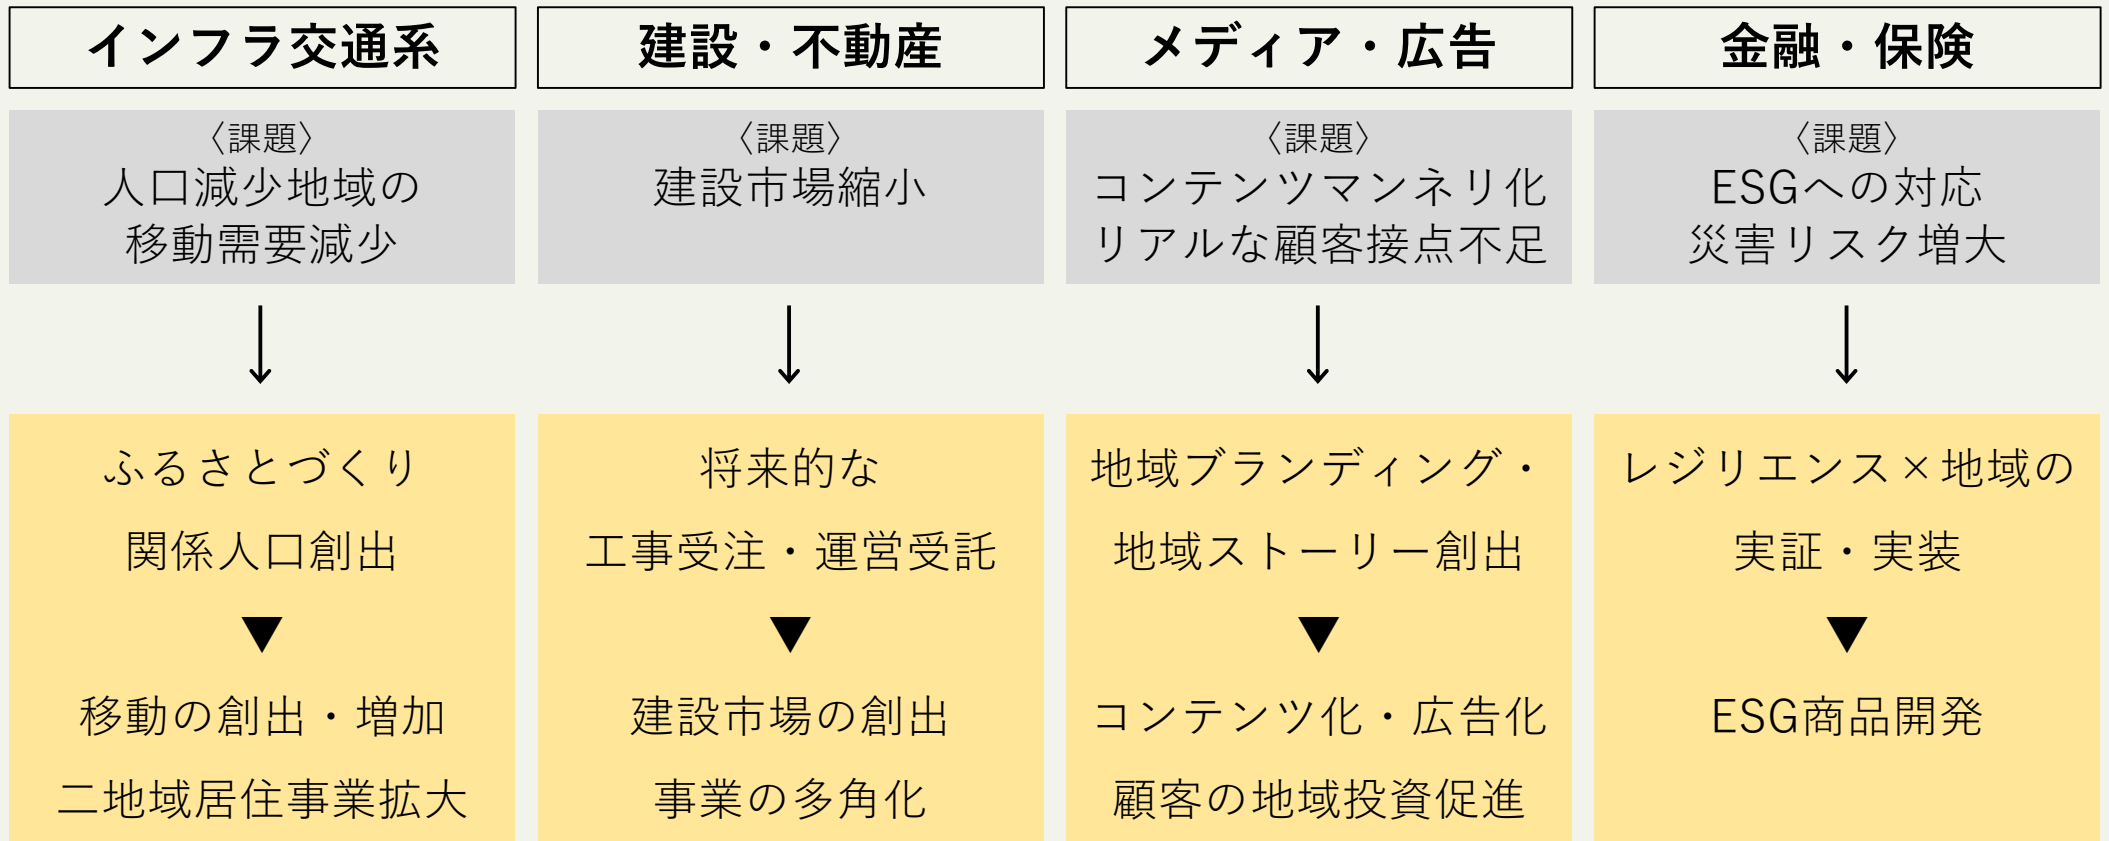 インフラ交通系
〈課題〉
人口減少地域の
移動需要減少
ふるさとづくり
関係人口創出
▼
移動の創出・増加
二地域居住事業拡大
建設・不動産
〈課題〉
建設市場縮小
将来的な
工事受注・運営受託
▼
建設市場の創出
事業の多角化
メディア・広告
〈課題〉
コンテンツマンネリ化
リアルな顧客接点不足
地域ブランディング・
地域ストーリー創出
▼
コンテンツ化・広告化
顧客の地域投資促進
金融・保険
〈課題〉
ESGへの対応
災害リスク増大
レジリエンス×地域の
実証・実装
▼
ESG商品開発